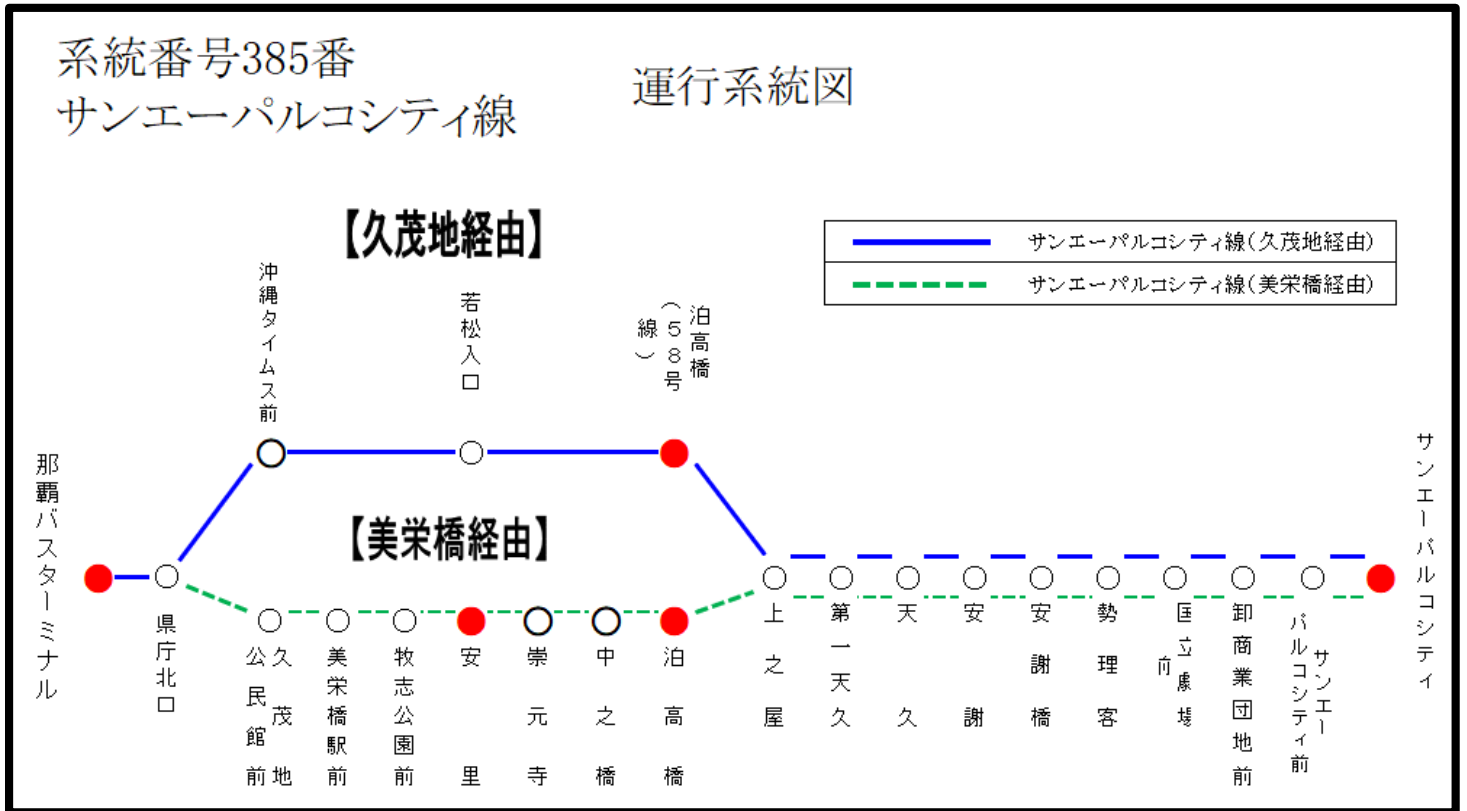 系統番号385番
サンエーパルコシティ線
運行系統図
【久茂地経由】
サンエーパルコシティ線(久茂地経由)
サンエーパルコシティ線(美栄橋経由)
沖縄タイムス前
若松入口
泊高橋
(58号
線)
那覇バスターミナル
県庁北口
【美栄橋経由】
久茂地
公民館前
美栄橋駅前
牧志公園前
安里
崇元寺
中之橋
泊高橋
上之屋
第一天久
天久
安謝
安謝橋
勢理客
国立劇場
前
卸商業団地前
サンエー
パルコシティ前
サンエーパルコシティ